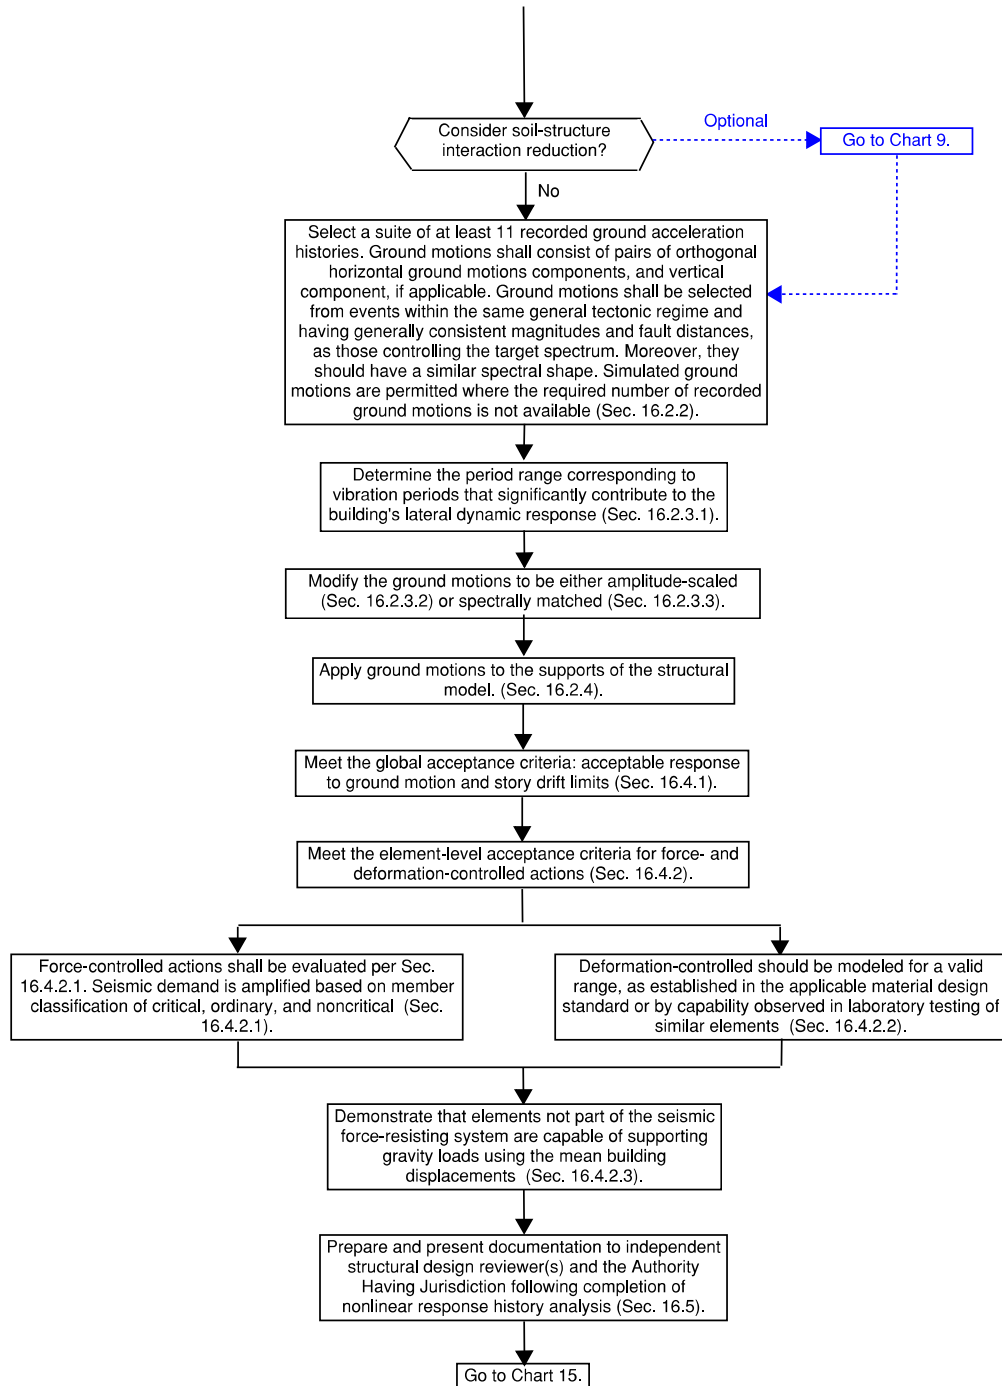 Consider soil-structure
interaction reduction?
Optional
Go to Chart 9.
No
Select a suite of at least 11 recorded ground acceleration
histories. Ground motions shall consist of pairs of orthogonal
horizontal ground motions components, and vertical
component, if applicable. Ground motions shall be selected
from events within the same general tectonic regime and
having generally consistent magnitudes and fault distances,
as those controlling the target spectrum. Moreover, they
should have a similar spectral shape. Simulated ground
motions are permitted where the required number of recorded
ground motions is not available (Sec. 16.2.2).
Determine the period range corresponding to
vibration periods that significantly contribute to the
building's lateral dynamic response (Sec. 16.2.3.1).
Modify the ground motions to be either amplitude-scaled
(Sec. 16.2.3.2) or spectrally matched (Sec. 16.2.3.3).
Apply ground motions to the supports of the structural
model. (Sec. 16.2.4).
Meet the global acceptance criteria: acceptable response
to ground motion and story drift limits (Sec. 16.4.1).
Meet the element-level acceptance criteria for force- and
deformation-controlled actions (Sec. 16.4.2).
Force-controlled actions shall be evaluated per Sec.
16.4.2.1. Seismic demand is amplified based on member
classification of critical, ordinary, and noncritical (Sec.
16.4.2.1).
Deformation-controlled should be modeled for a valid
range, as established in the applicable material design
standard or by capability observed in laboratory testing of
similar elements (Sec. 16.4.2.2).
Demonstrate that elements not part of the seismic
force-resisting system are capable of supporting
gravity loads using the mean building
displacements (Sec. 16.4.2.3).
Prepare and present documentation to independent
structural design reviewer(s) and the Authority
Having Jurisdiction following completion of
nonlinear response history analysis (Sec. 16.5).
Go to Chart 15.